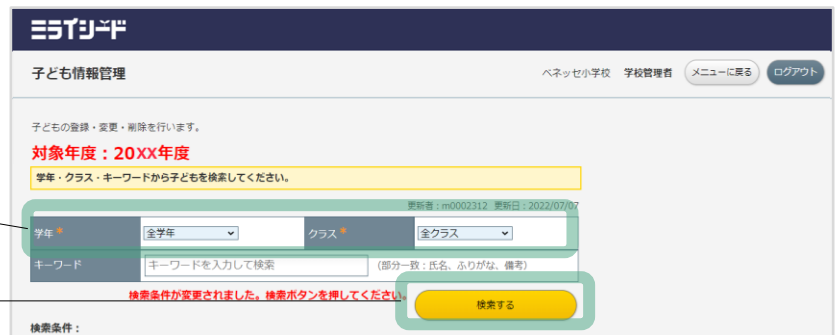 ミライシード
子ども情報管理
ベネッセ小学校 学校管理者 メニューに戻る ログアウト
子どもの登録・変更・削除を行います。
対象年度：20XX年度
学年・クラス・キーワードから子どもを検索してください。
更新者：m0002312 更新日：2022/07/07
学年* 全学年 クラス* 全クラス
キーワード キーワードを入力して検索 (部分一致：氏名、ふりがな、備考)
検索条件が変更されました。検索ボタンを押してください。 検索する
検索条件：